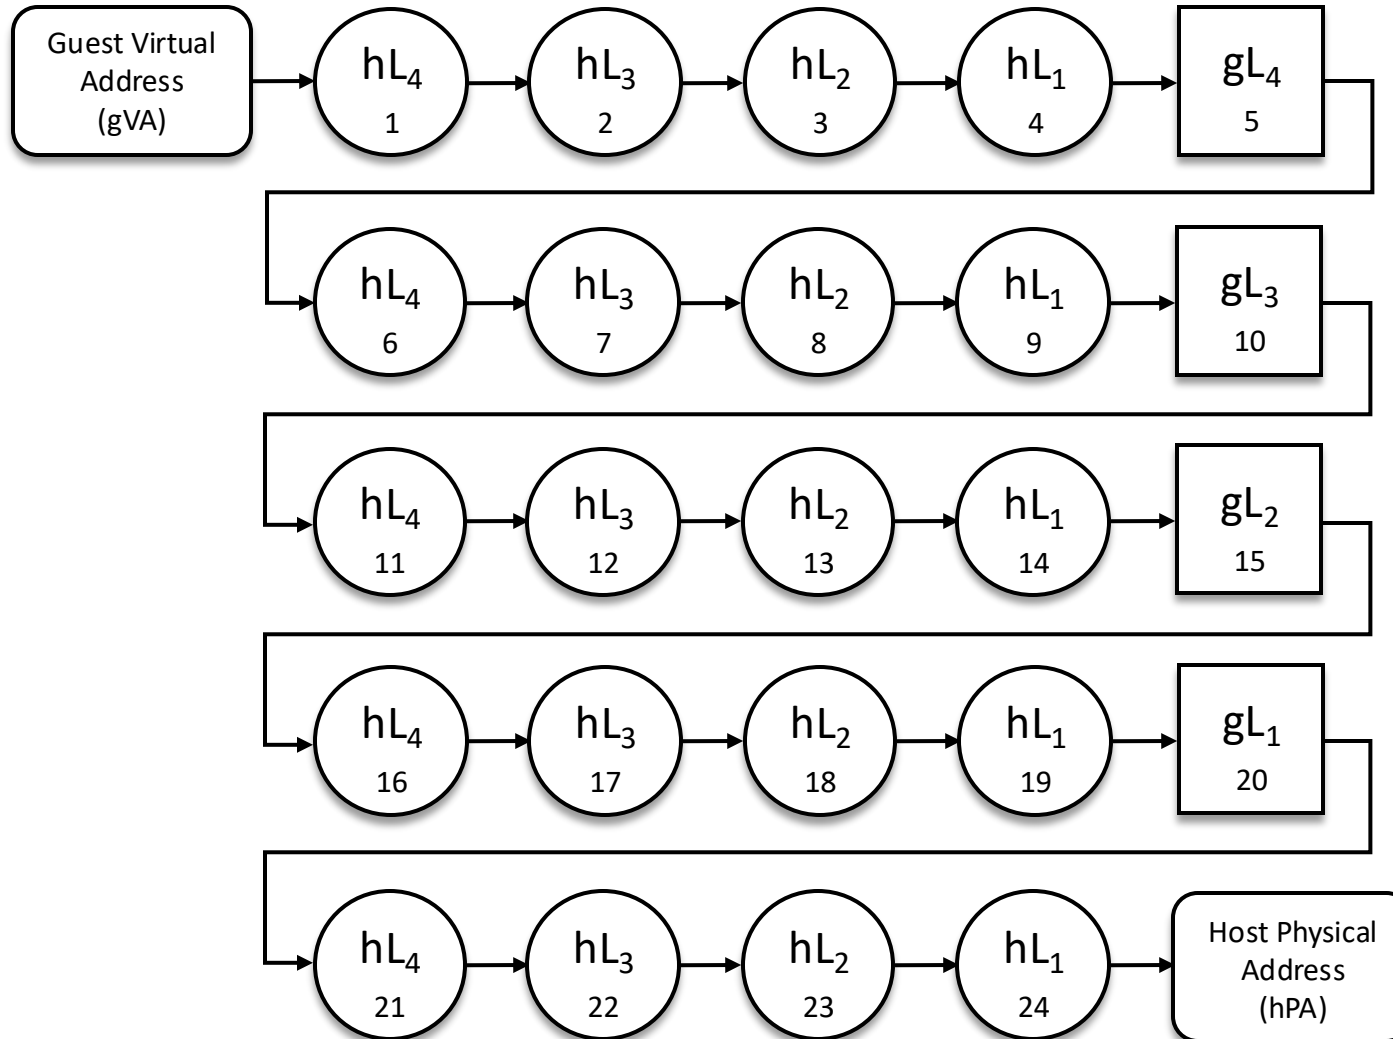 Guest Virtual
Address
(gVA)
hL₄
1
hL₃
2
hL₂
3
hL₁
4
gL₄
5
hL₄
6
hL₃
7
hL₂
8
hL₁
9
gL₃
10
hL₄
11
hL₃
12
hL₂
13
hL₁
14
gL₂
15
hL₄
16
hL₃
17
hL₂
18
hL₁
19
gL₁
20
hL₄
21
hL₃
22
hL₂
23
hL₁
24
Host Physical
Address
(hPA)